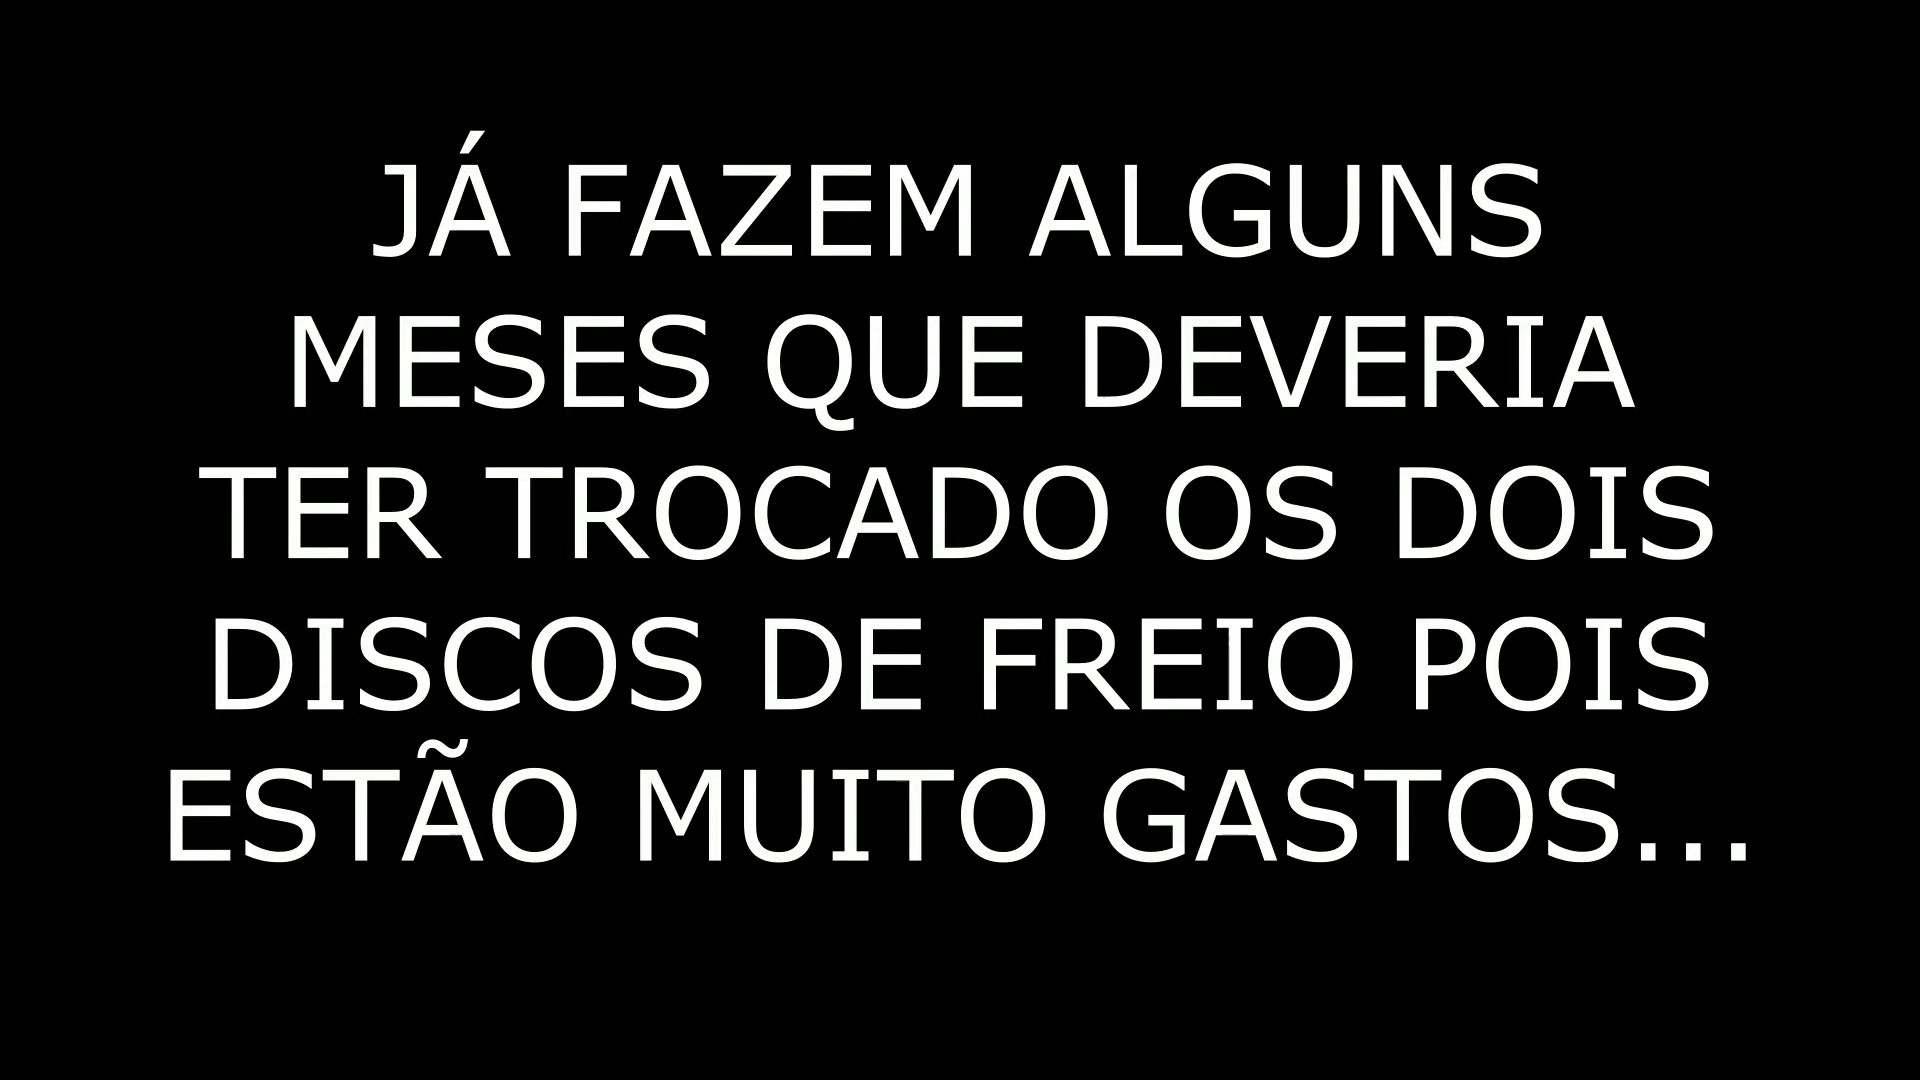 JÁ FAZEM ALGUNS
MESES QUE DEVERIA
TER TROCADO OS DOIS
DISCOS DE FREIO POIS
ESTÃO MUITO GASTOS...